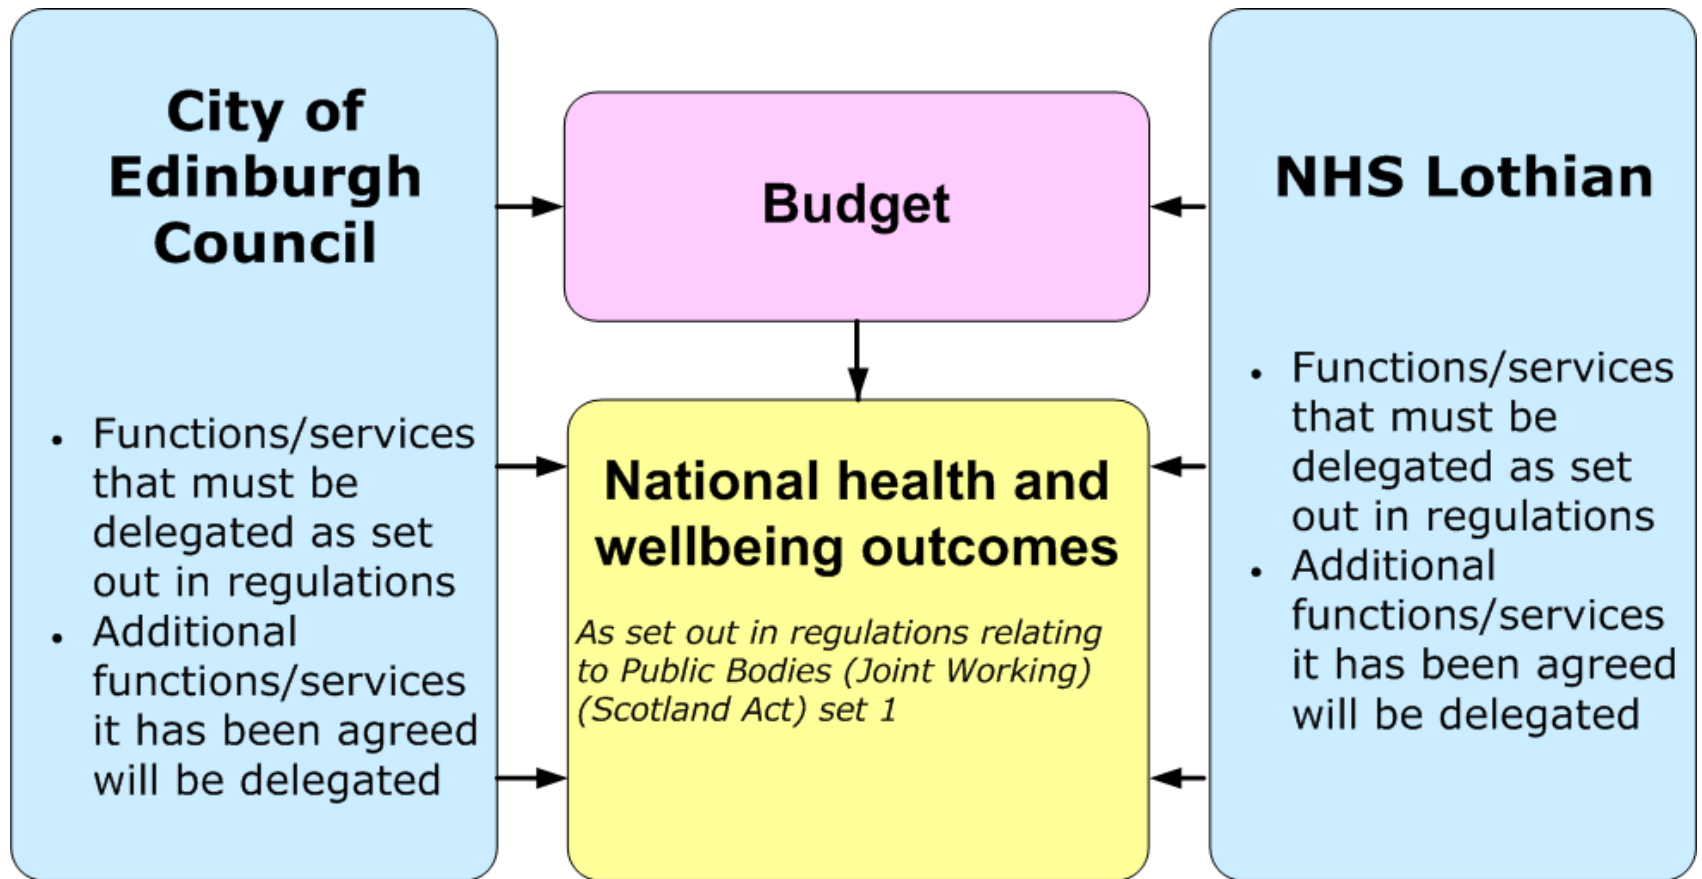 City of
Edinburgh
Council
• Functions/services
that must be
delegated as set
out in regulations
• Additional
functions/services
it has been agreed
will be delegated
Budget
National health and
wellbeing outcomes
As set out in regulations relating
to Public Bodies (Joint Working)
(Scotland Act) set 1
NHS Lothian
• Functions/services
that must be
delegated as set
out in regulations
• Additional
functions/services
it has been agreed
will be delegated